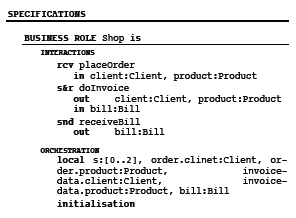 SPECIFICATIONS
BUSINESS ROLE Shop is
INTERACTIONS
rcv placeOrder
in client:Client, product:Product
s&r doInvoice
out client:Client, product:Product
in bill:Bill
snd receiveBill
out bill:Bill
ORCHESTRATION
local s:[0..2], order.clinet:Client, or-
der.product:Product, invoice-
data.client:Client, invoice-
data.product:Product, bill:Bill
initialisation